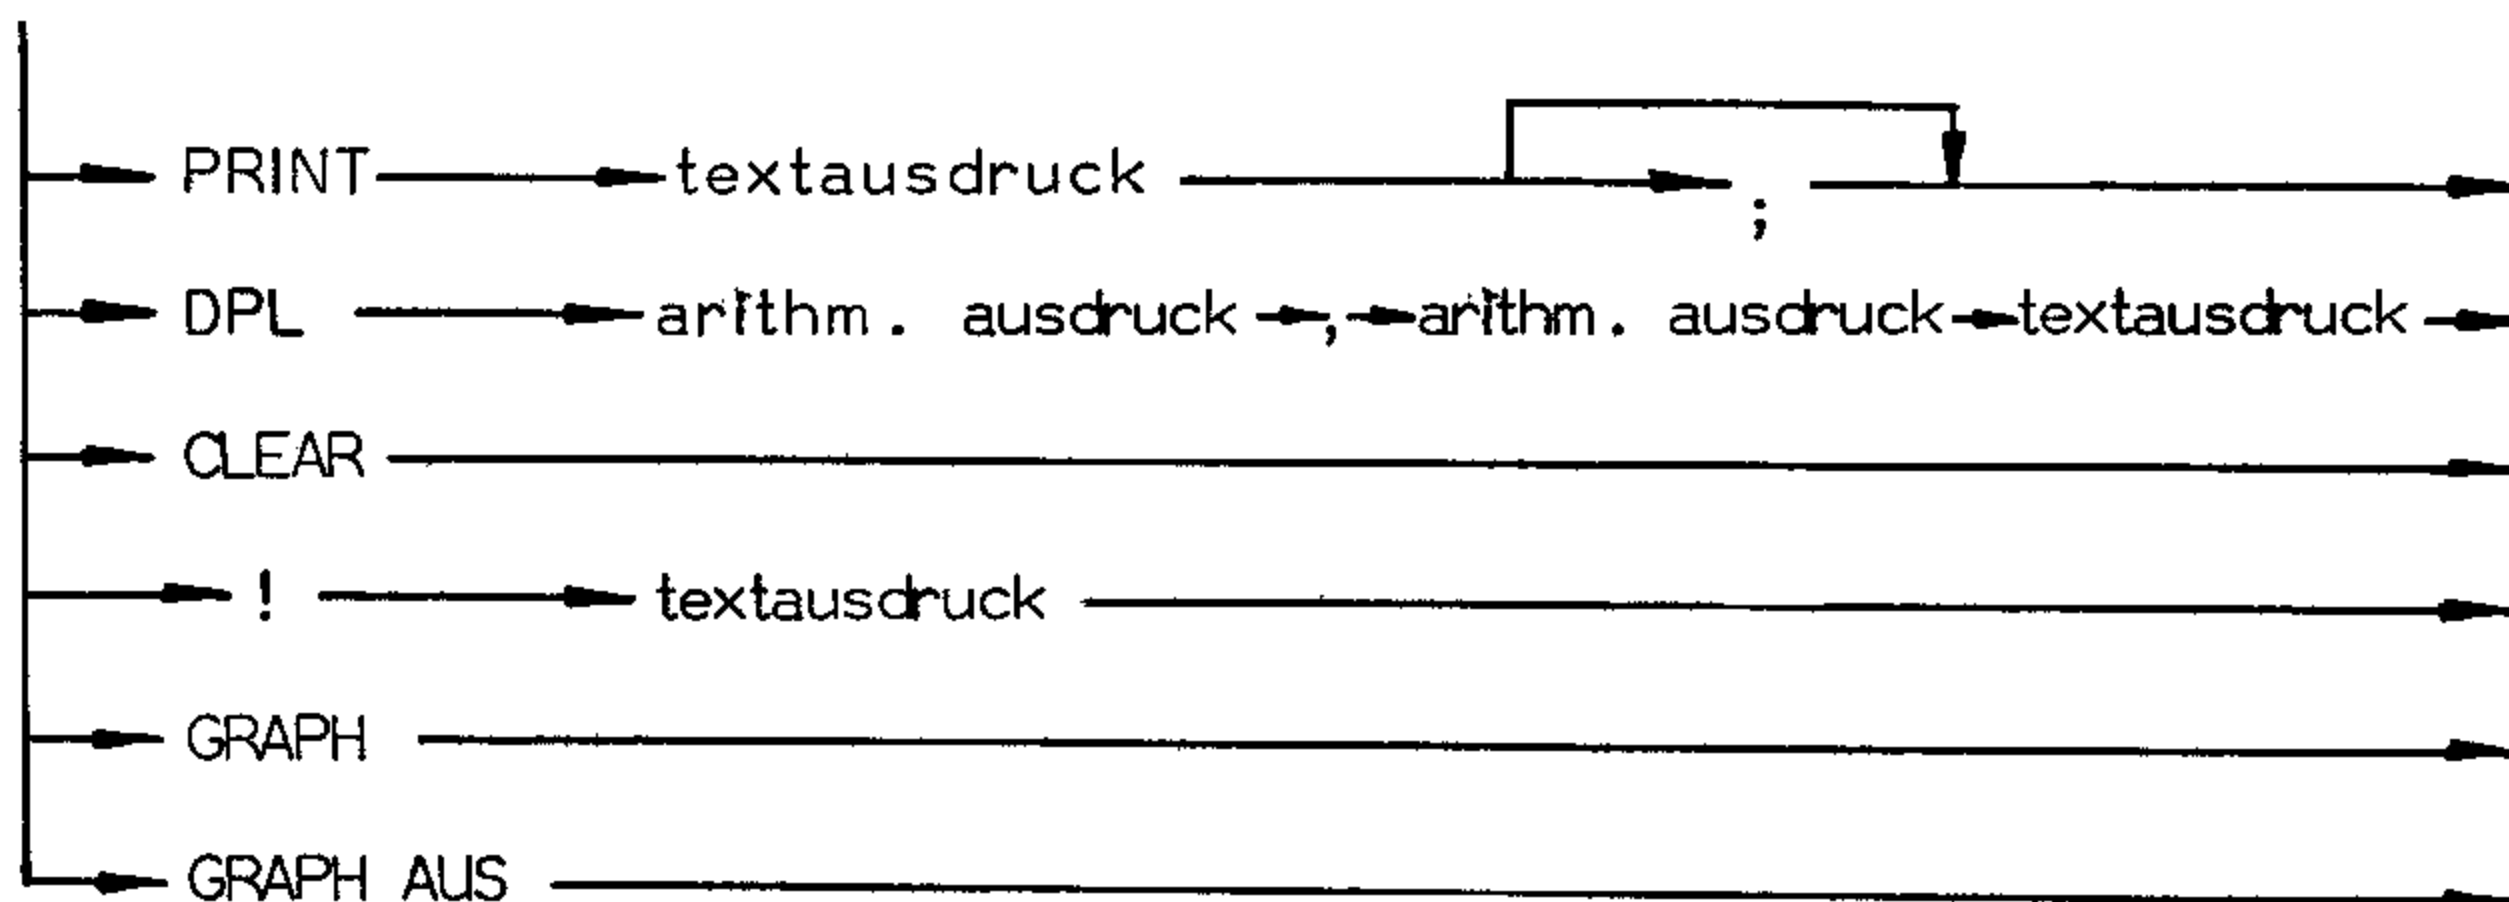 PRINT textausdruck ;
DPL arithm. ausdruck , arithm. ausdruck textausdruck
CLEAR
! textausdruck
GRAPH
GRAPH AUS